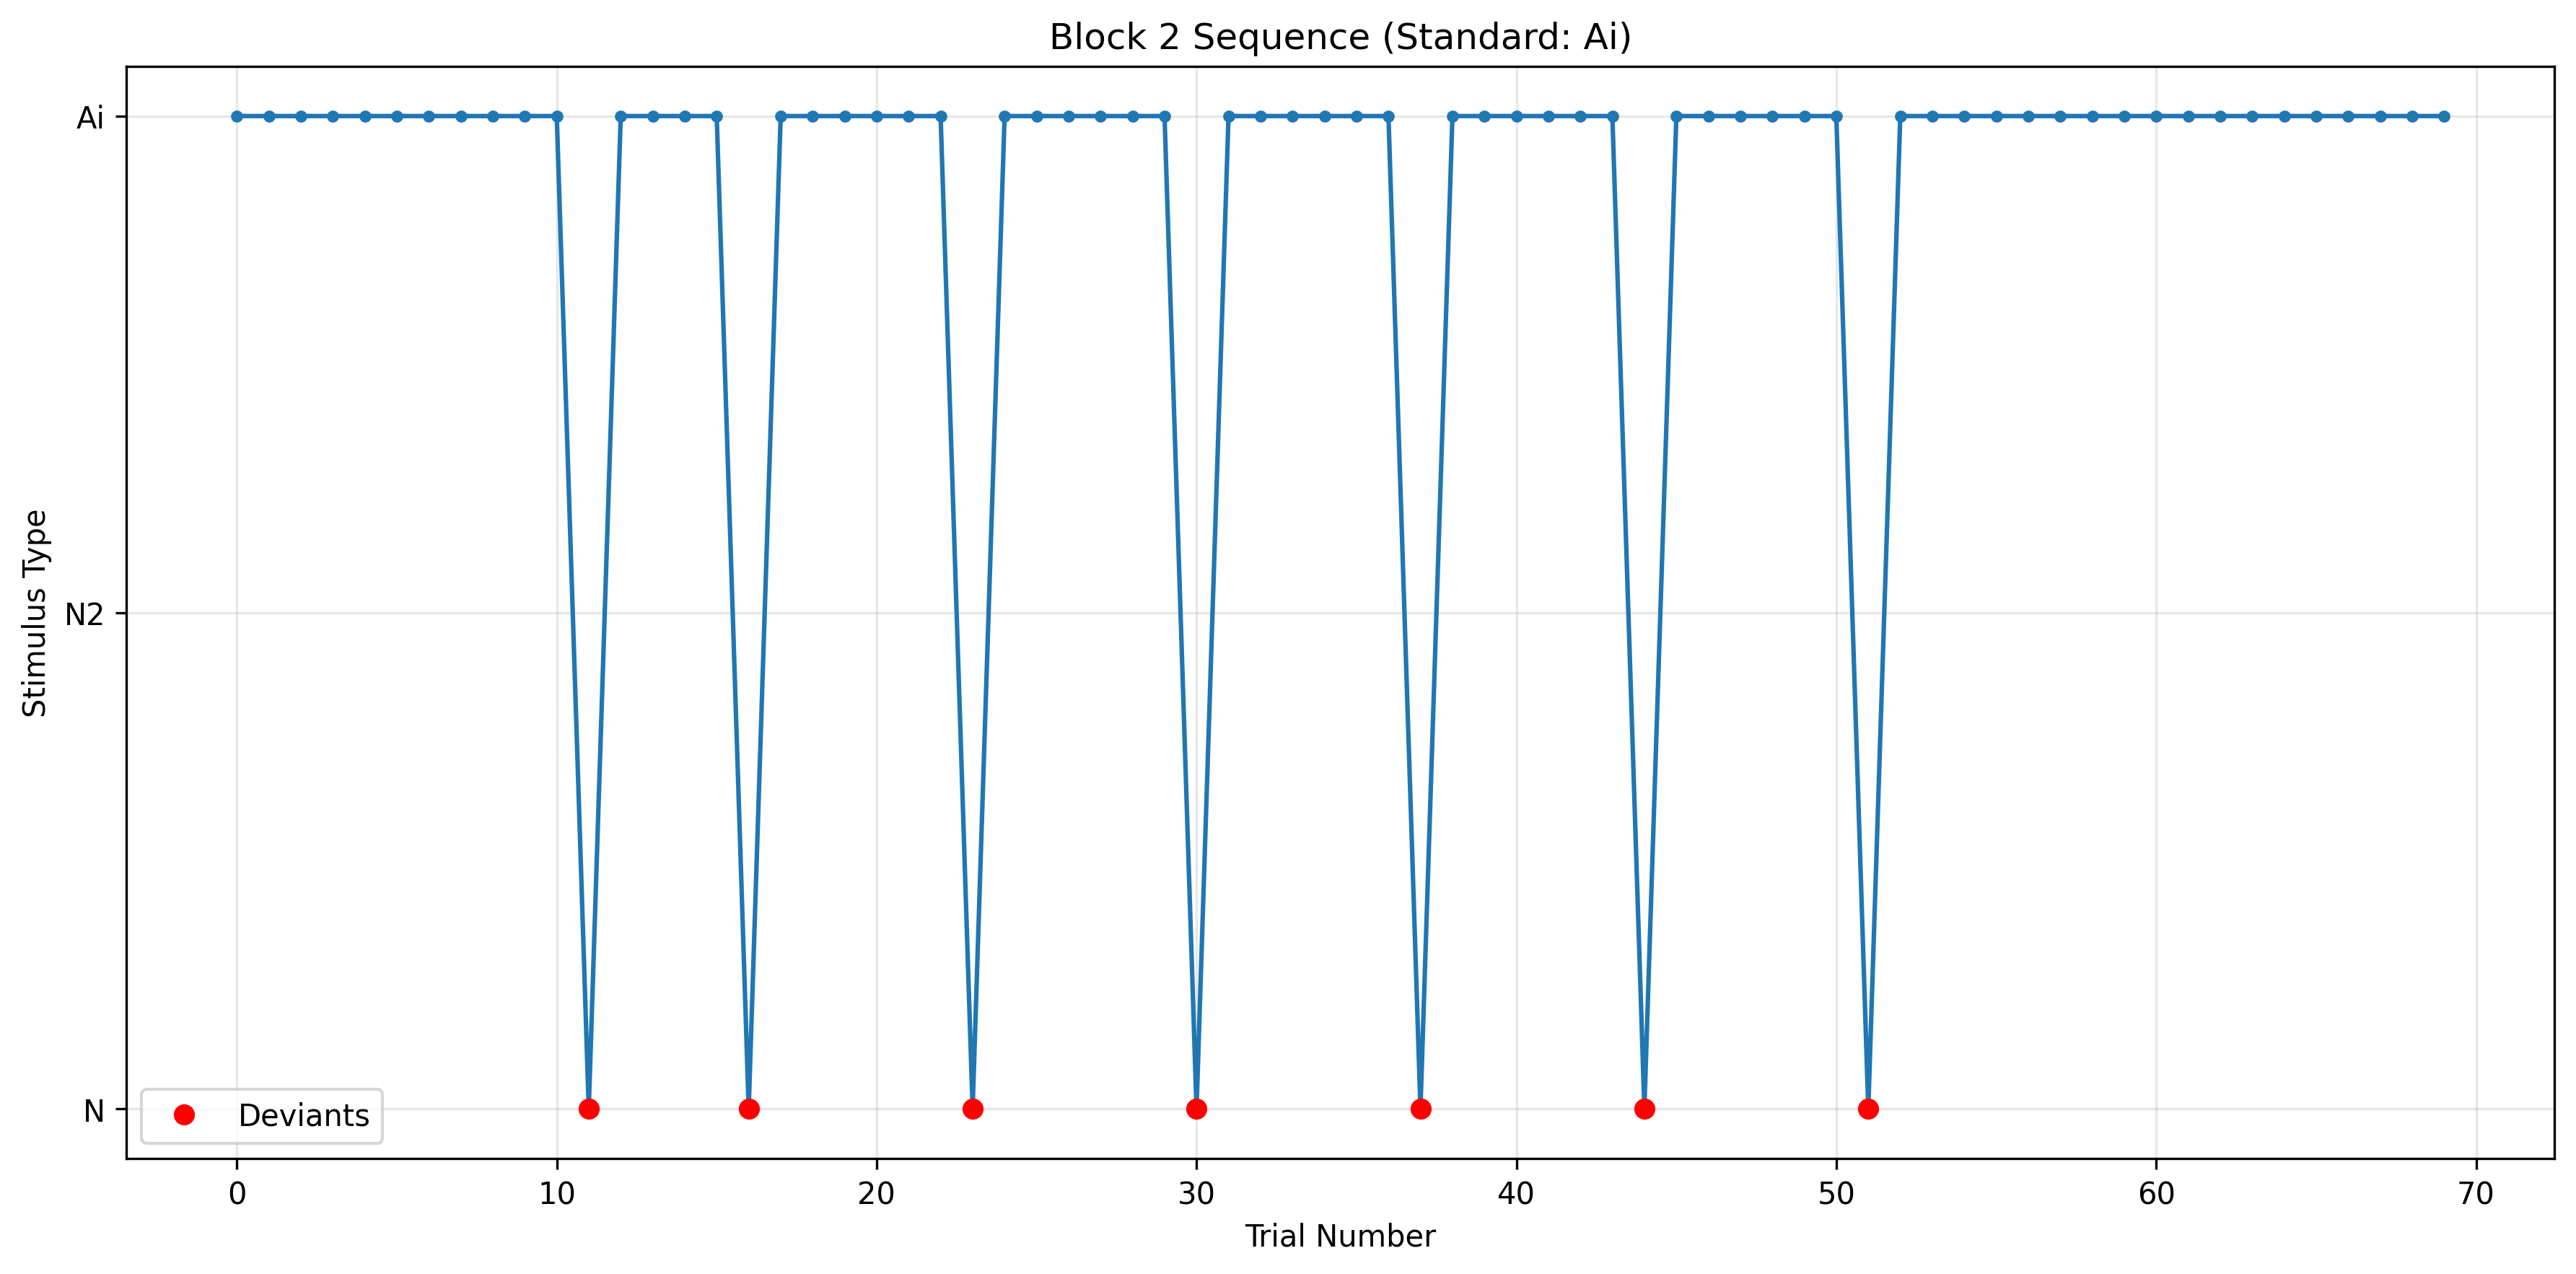 Block 2 Sequence (Standard: Ai)
Stimulus Type
Ai
N2
N
Deviants
0 10 20 30 40 50 60 70
Trial Number